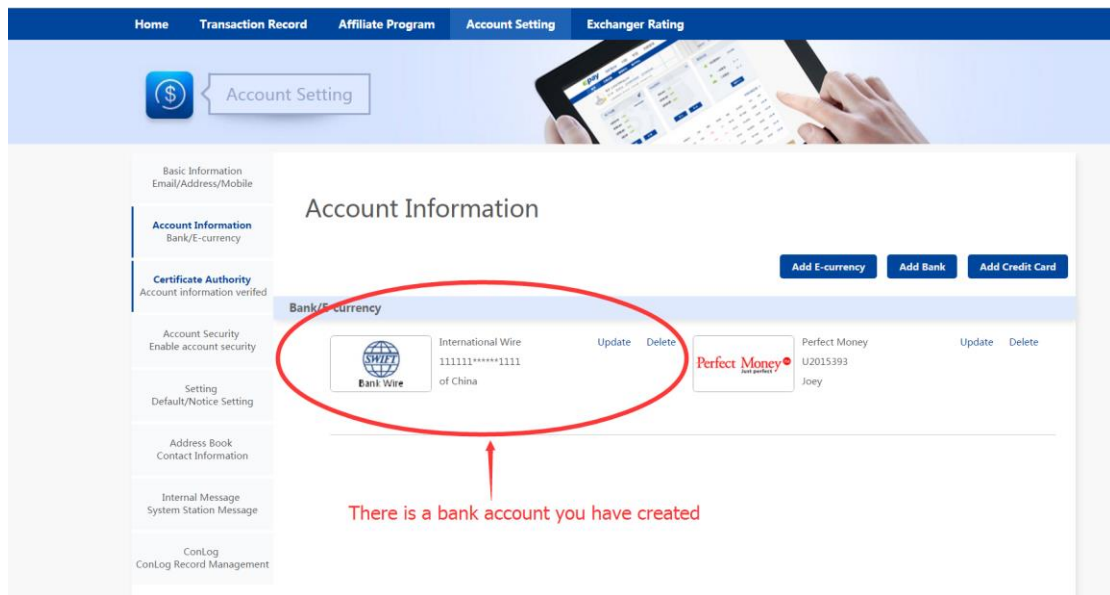 Home Transaction Record Affiliate Program Account Setting Exchanger Rating
Account Setting
epay
Basic Information
Email/Address/Mobile
Account Information
Bank/E-currency
Certificate Authority
Account information verifed
Account Security
Enable account security
Setting
Default/Notice Setting
Address Book
Contact Information
Internal Message
System Station Message
ConLog
ConLog Record Management
Account Information
Add E-currency Add Bank Add Credit Card
Bank/E-currency
SWIFT
Bank Wire
International Wire
111111******1111
of China
Update Delete
Perfect Money
Just perfect
Perfect Money
U2015393
Joey
Update Delete
There is a bank account you have created